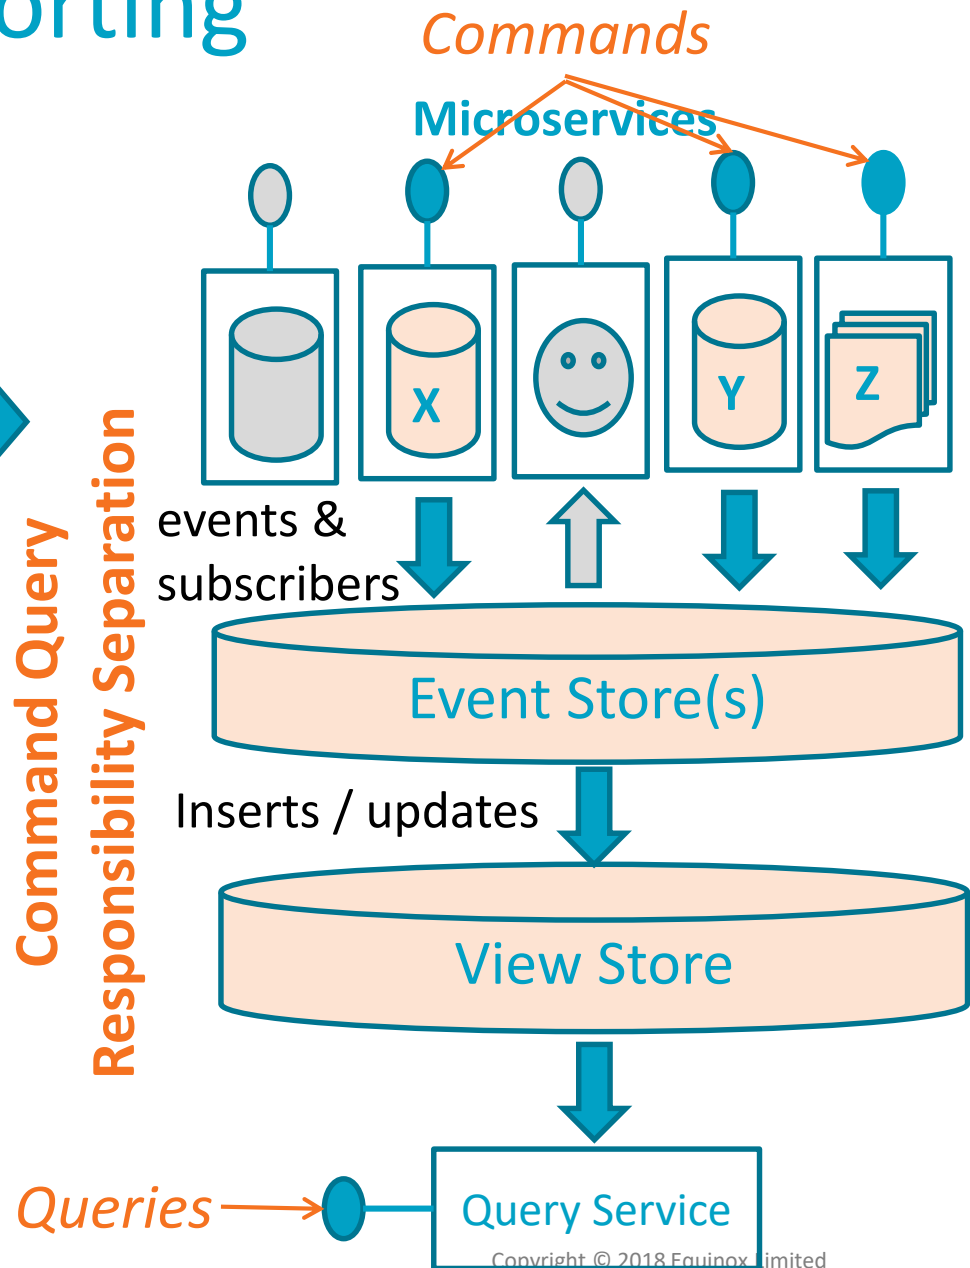 Commands
Microservices
X
Y
Z
events &
subscribers
Command Query
Responsibility Separation
Event Store(s)
Inserts / updates
View Store
Queries
Query Service
Copyright © 2018 Equinox Limited